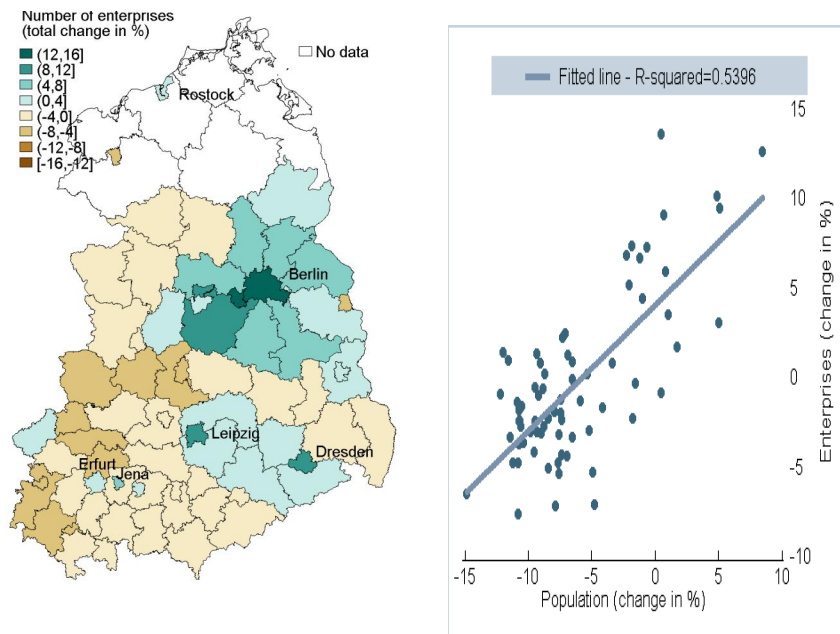 Number of enterprises
(total change in %)
(12,16]
(8,12]
(4,8]
(0,4]
(-4,0]
(-8,-4]
(-12,-8]
[-16,-12]
No data
Rostock
Berlin
Leipzig
Dresden
Erfurt
Jena
Fitted line - R-squared=0.5396
15
10
5
0
-5
-10
Enterprises (change in %)
-15
-10
-5
0
5
10
Population (change in %)